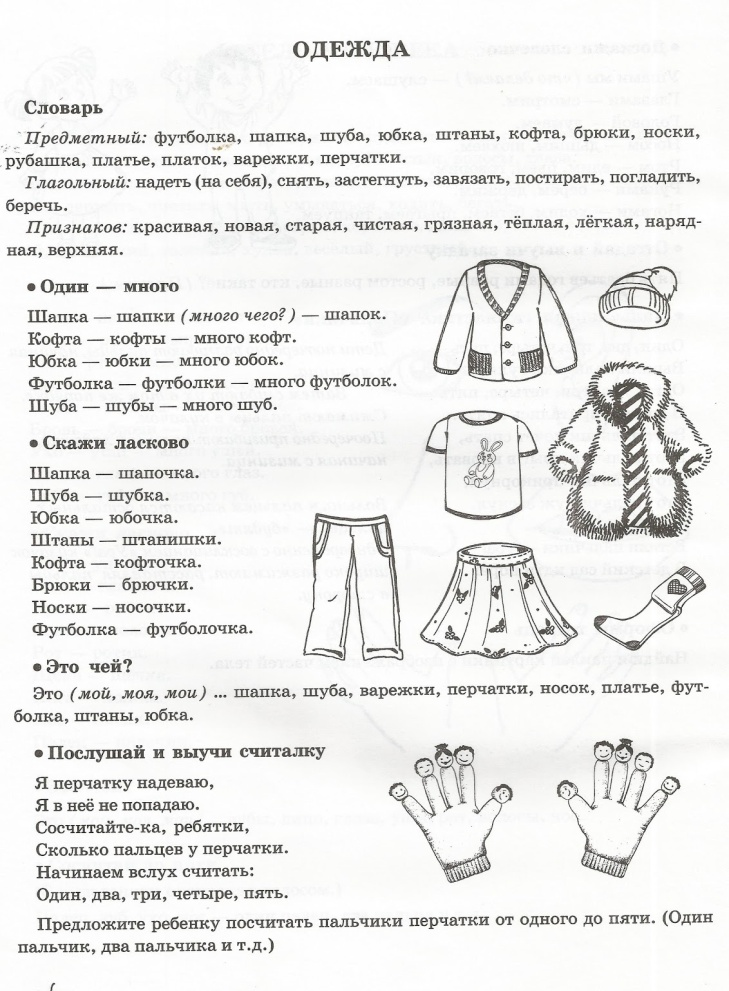 ОДЕЖДА
Словарь
Предметный: футболка, шапка, шуба, юбка, штаны, кофта, брюки, носки,
рубашка, платье, платок, варежки, перчатки.
Глагольный: надеть (на себя), снять, застегнуть, завязать, постирать, погладить,
беречь.
Признаков: красивая, новая, старая, чистая, грязная, тёплая, лёгкая, наряд-
ная, верхняя.
• Один — много
Шапка — шапки (много чего?) — шапок.
Кофта — кофты — много кофт.
Юбка — юбки — много юбок.
Футболка — футболки — много футболок.
Шуба — шубы — много шуб.
• Скажи ласково
Шапка — шапочка.
Шуба — шубка.
Юбка — юбочка.
Штаны — штанишки.
Кофта — кофточка.
Брюки — брючки.
Носки — носочки.
Футболка — футболочка.
• Это чей?
Это (мой, моя, мои) ... шапка, шуба, варежки, перчатки, носок, платье, фут-
болка, штаны, юбка.
• Послушай и выучи считалку
Я перчатку надеваю,
Я в неё не попадаю.
Сосчитайте-ка, ребятки,
Сколько пальцев у перчатки.
Начинаем вслух считать:
Один, два, три, четыре, пять.
Предложите ребенку посчитать пальчики перчатки от одного до пяти. (Один
пальчик, два пальчика и т.д.)